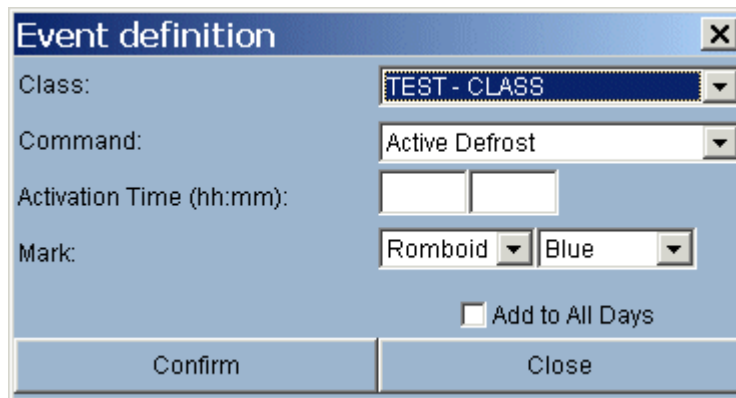 Event definition
Class: TEST - CLASS
Command: Active Defrost
Activation Time (hh:mm):
Mark: Romboid Blue
Add to All Days
Confirm Close